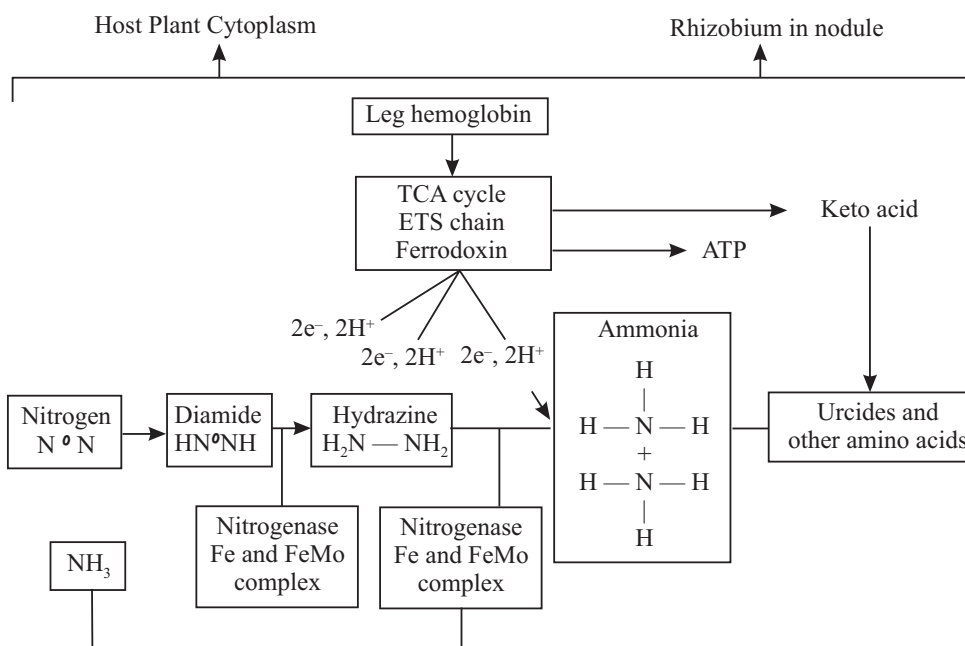 Host Plant Cytoplasm
Rhizobium in nodule
Leg hemoglobin
TCA cycle
ETS chain
Ferrodoxin
Keto acid
ATP
2e⁻, 2H⁺
2e⁻, 2H⁺
2e⁻, 2H⁺
Ammonia
H
|
H — N — H
+
H — N — H
|
H
Nitrogen
N º N
Diamide
HNºNH
Hydrazine
H₂N — NH₂
Urcides and
other amino acids
Nitrogenase
Fe and FeMo
complex
Nitrogenase
Fe and FeMo
complex
NH₃